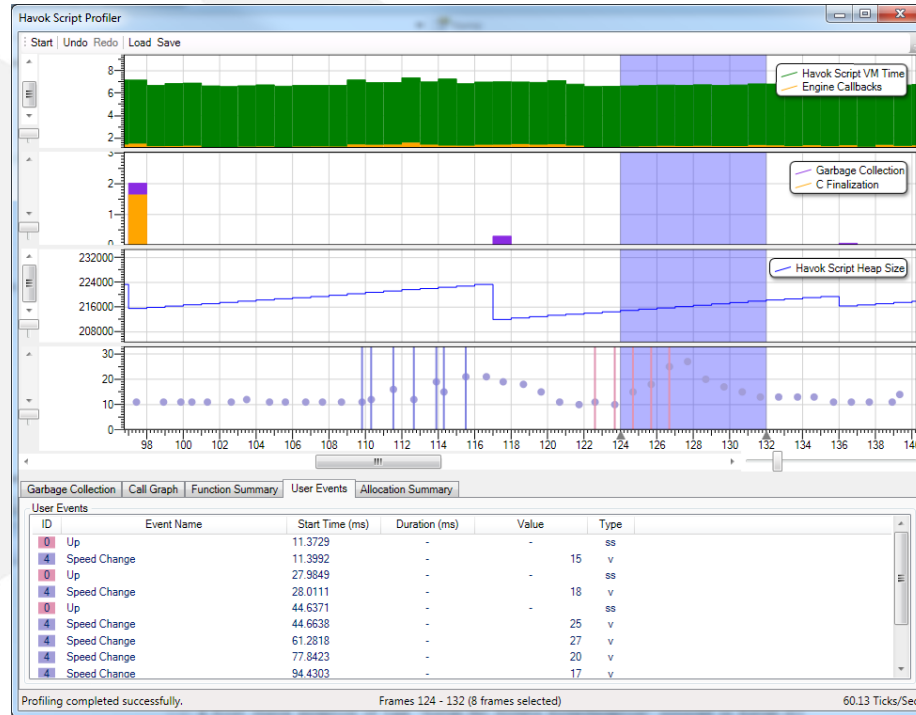 Havok Script Profiler
Start Undo Redo Load Save
8
6
4
2
Havok Script VM Time
Engine Callbacks
3
2
1
0
Garbage Collection
C Finalization
232000
224000
216000
208000
Havok Script Heap Size
30
20
10
0
98 100 102 104 106 108 110 112 114 116 118 120 122 124 126 128 130 132 134 136 138 140
Garbage Collection Call Graph Function Summary User Events Allocation Summary
User Events
ID Event Name Start Time (ms) Duration (ms) Value Type
0 Up 11.3729 - - ss
4 Speed Change 11.3992 - 15 v
0 Up 27.9849 - - ss
4 Speed Change 28.0111 - 18 v
0 Up 44.6371 - - ss
4 Speed Change 44.6638 - 25 v
4 Speed Change 61.2818 - 27 v
4 Speed Change 77.8423 - 20 v
4 Speed Change 94.4303 - 17 v
Profiling completed successfully. Frames 124 - 132 (8 frames selected) 60.13 Ticks/Sec